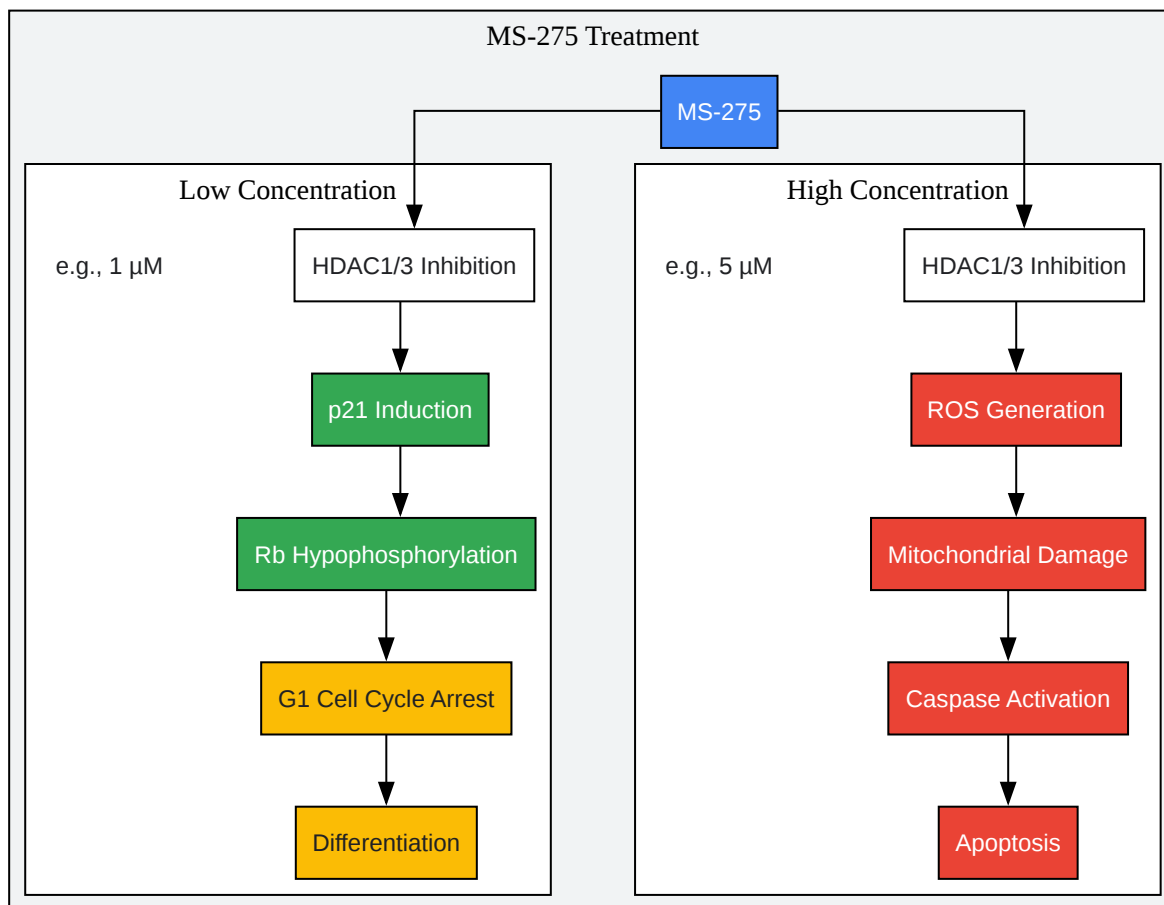 MS-275 Treatment
MS-275
Low Concentration
e.g., 1 µM
HDAC1/3 Inhibition
p21 Induction
Rb Hypophosphorylation
G1 Cell Cycle Arrest
Differentiation
High Concentration
e.g., 5 µM
HDAC1/3 Inhibition
ROS Generation
Mitochondrial Damage
Caspase Activation
Apoptosis